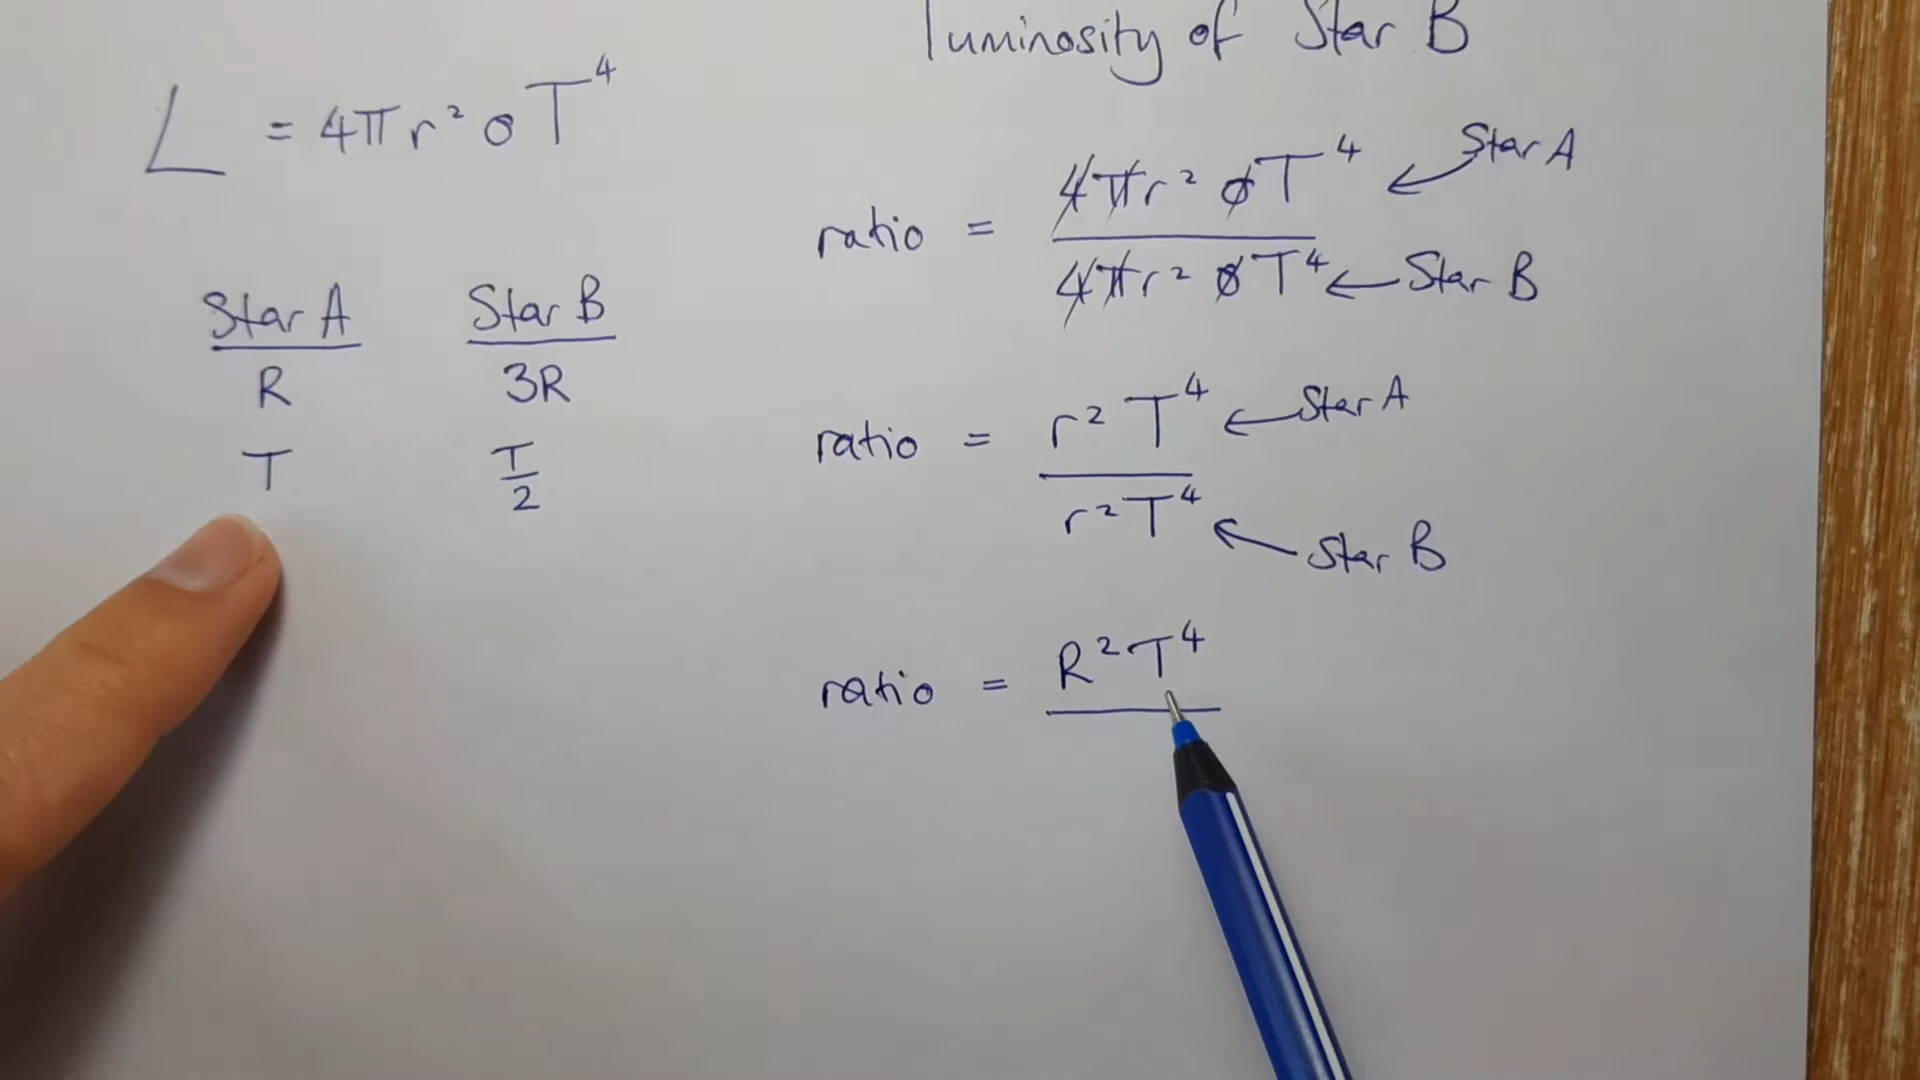 luminosity of Star B
L = 4πr²σT⁴
Star A
ratio = 4πr²σT⁴
4πr²σT⁴ Star B
Star A Star B
R 3R
T T/2
ratio = r²T⁴ Star A
r²T⁴ Star B
ratio = R²T⁴